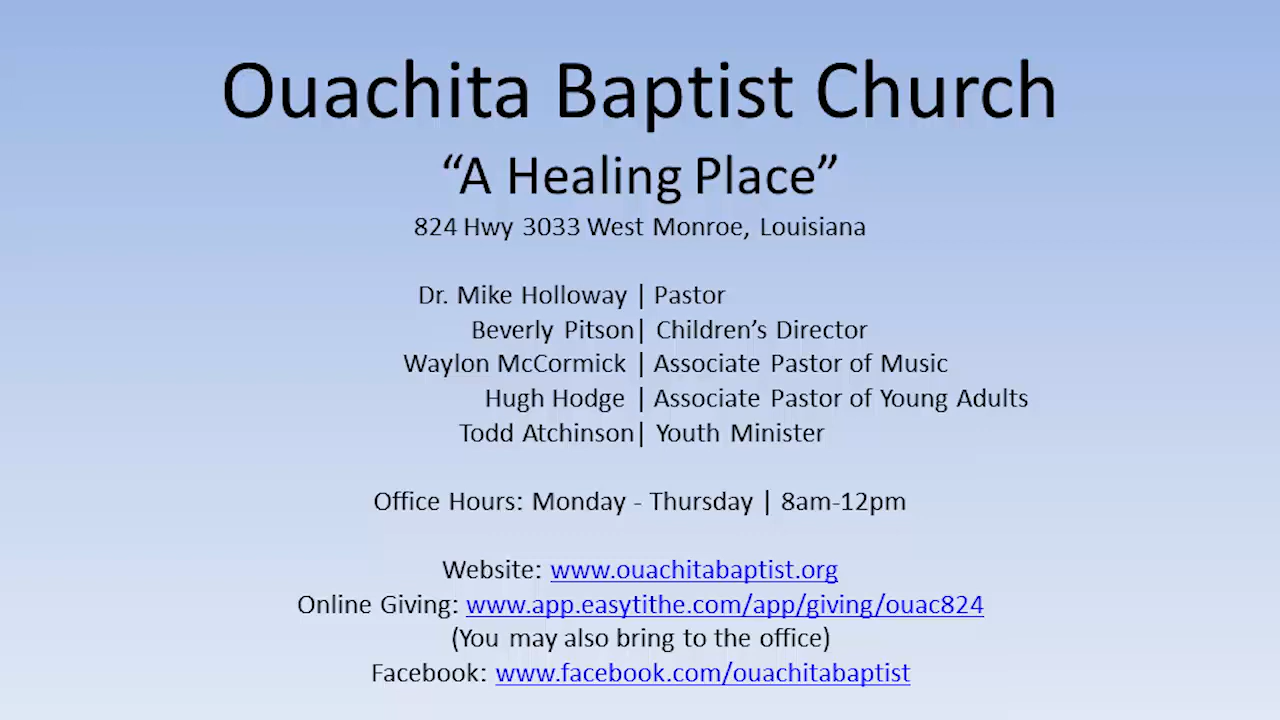 Ouachita Baptist Church
“A Healing Place”
824 Hwy 3033 West Monroe, Louisiana
Dr. Mike Holloway | Pastor
Beverly Pitson| Children’s Director
Waylon McCormick | Associate Pastor of Music
Hugh Hodge | Associate Pastor of Young Adults
Todd Atchinson| Youth Minister
Office Hours: Monday - Thursday | 8am-12pm
Website: www.ouachitabaptist.org
Online Giving: www.app.easytithe.com/app/giving/ouac824
(You may also bring to the office)
Facebook: www.facebook.com/ouachitabaptist